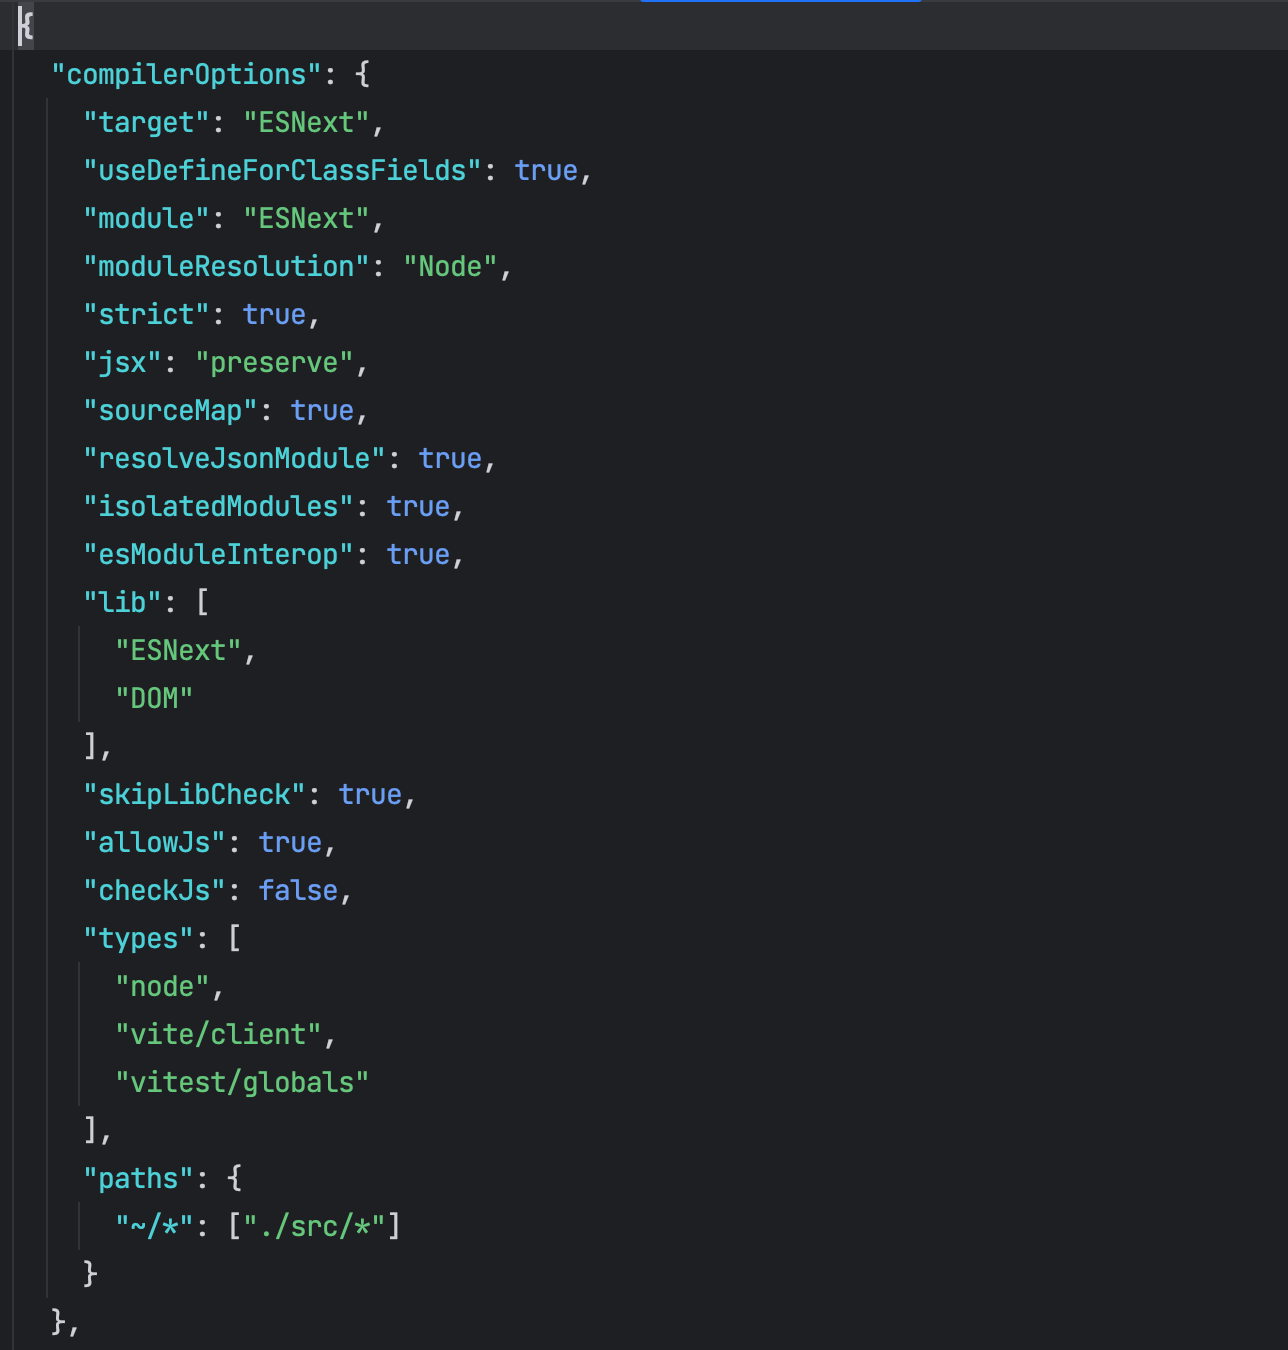 {
  "compilerOptions": {
    "target": "ESNext",
    "useDefineForClassFields": true,
    "module": "ESNext",
    "moduleResolution": "Node",
    "strict": true,
    "jsx": "preserve",
    "sourceMap": true,
    "resolveJsonModule": true,
    "isolatedModules": true,
    "esModuleInterop": true,
    "lib": [
      "ESNext",
      "DOM"
    ],
    "skipLibCheck": true,
    "allowJs": true,
    "checkJs": false,
    "types": [
      "node",
      "vite/client",
      "vitest/globals"
    ],
    "paths": {
      "~/*": ["./src/*"]
    }
  },